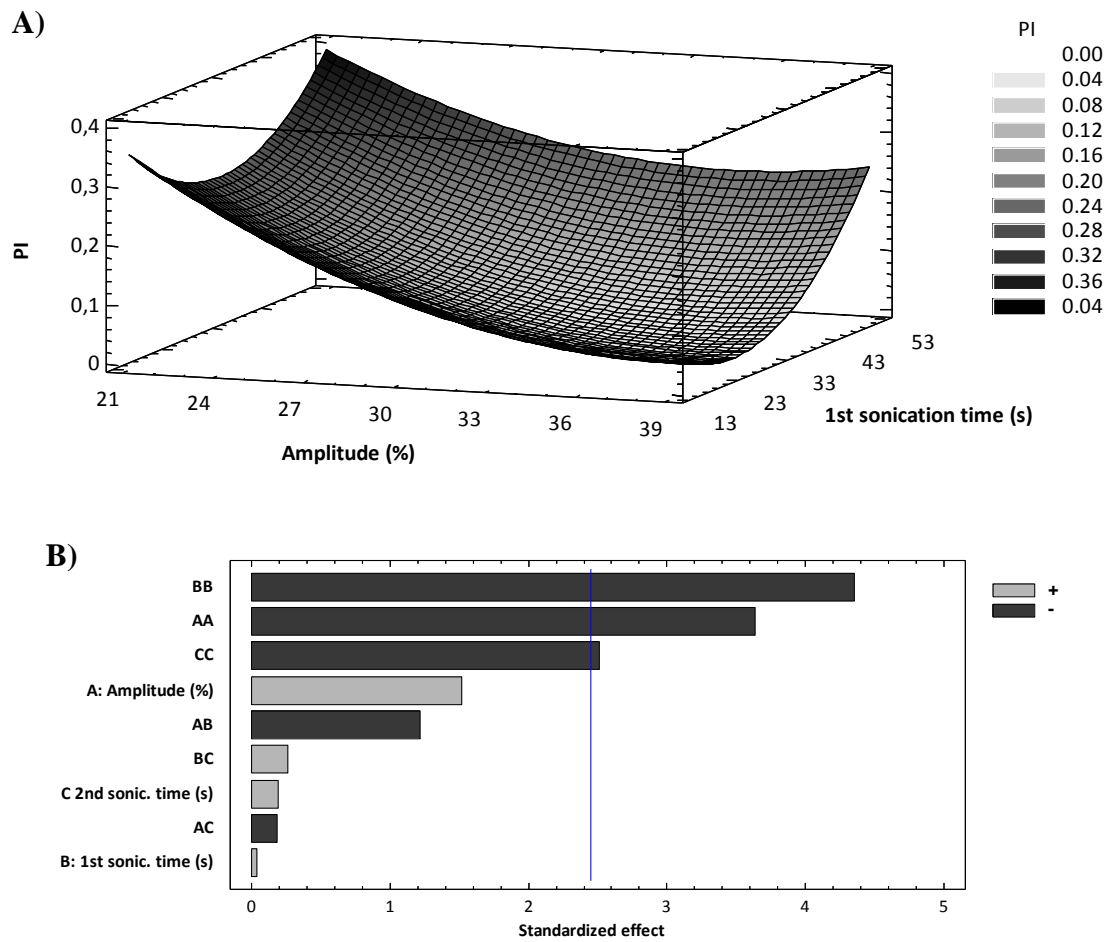 A)
PI
0.00
0.04
0.08
0.12
0.16
0.20
0.24
0.28
0.32
0.36
0.04
0,4
0,3
0,2
0,1
0
PI
21 24 27 30 33 36 39
Amplitude (%)
13 23 33 43 53
1st sonication time (s)
B)
BB
AA
CC
A: Amplitude (%)
AB
BC
C 2nd sonic. time (s)
AC
B: 1st sonic. time (s)
0 1 2 3 4 5
Standardized effect
+
-